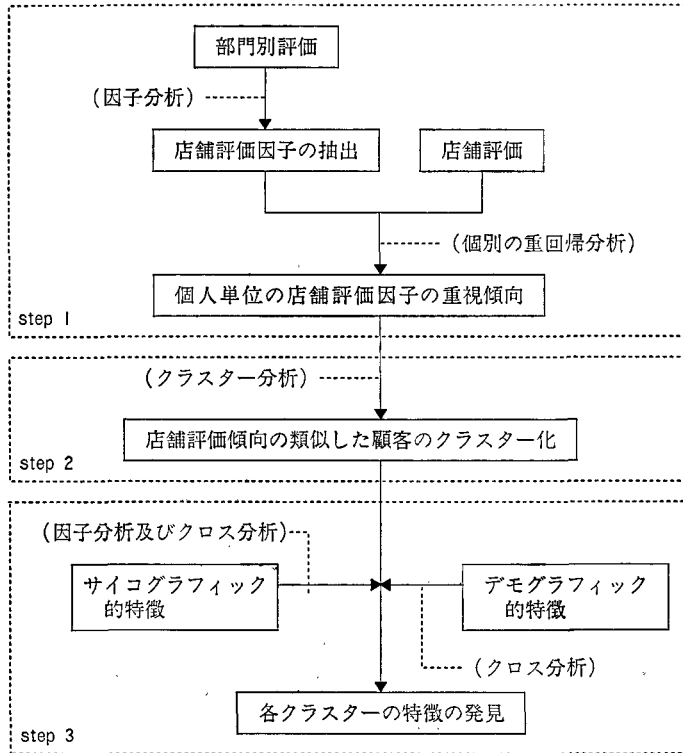 部門別評価
(因子分析)
店舗評価因子の抽出
店舗評価
(個別の重回帰分析)
個人単位の店舗評価因子の重視傾向
step 1
(クラスター分析)
店舗評価傾向の類似した顧客のクラスター化
step 2
(因子分析及びクロス分析)
サイコグラフィック
的特徴
デモグラフィック
的特徴
(クロス分析)
各クラスターの特徴の発見
step 3